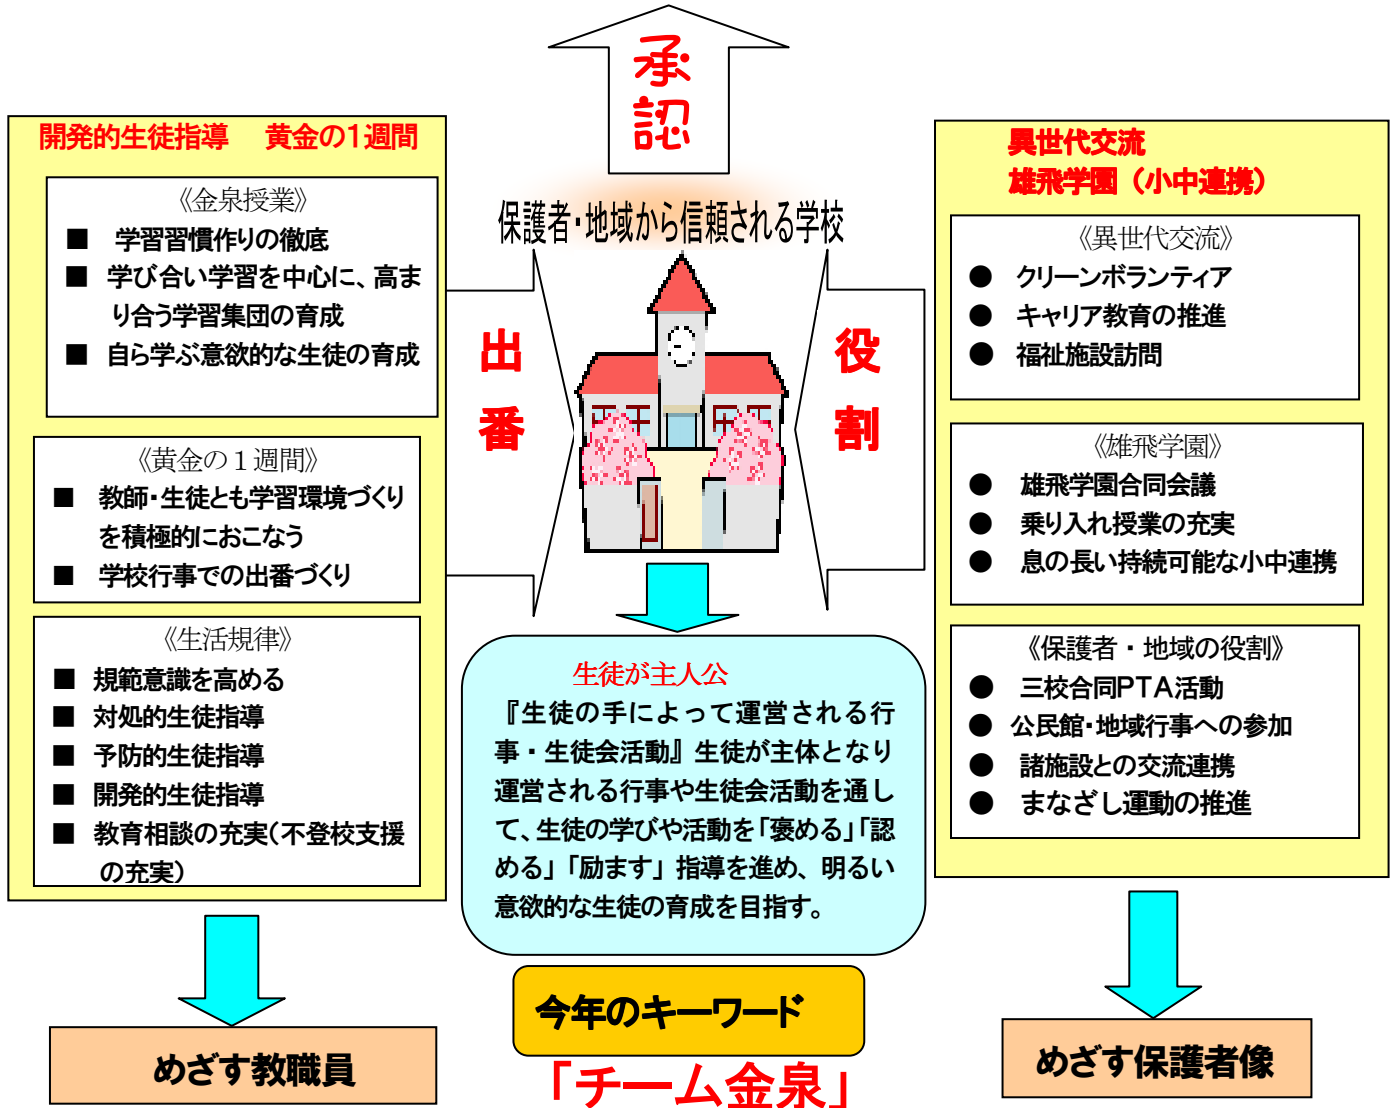 承
認
開発的生徒指導　黄金の1週間
《金泉授業》
■ 学習習慣作りの徹底
■ 学び合い学習を中心に、高ま
り合う学習集団の育成
■ 自ら学ぶ意欲的な生徒の育成
《黄金の１週間》
■ 教師・生徒とも学習環境づくり
を積極的におこなう
■ 学校行事での出番づくり
《生活規律》
■ 規範意識を高める
■ 対処的生徒指導
■ 予防的生徒指導
■ 開発的生徒指導
■ 教育相談の充実（不登校支援
の充実）
めざす教職員
保護者・地域から信頼される学校
出
番
役
割
生徒が主人公
『生徒の手によって運営される行
事・生徒会活動』生徒が主体となり
運営される行事や生徒会活動を通し
て、生徒の学びや活動を「褒める」「認
める」「励ます」指導を進め、明るい
意欲的な生徒の育成を目指す。
今年のキーワード
「チーム金泉」
異世代交流
雄飛学園（小中連携）
《異世代交流》
● クリーンボランティア
● キャリア教育の推進
● 福祉施設訪問
《雄飛学園》
● 雄飛学園合同会議
● 乗り入れ授業の充実
● 息の長い持続可能な小中連携
《保護者・地域の役割》
● 三校合同PTA活動
● 公民館・地域行事への参加
● 諸施設との交流連携
● まなざし運動の推進
めざす保護者像